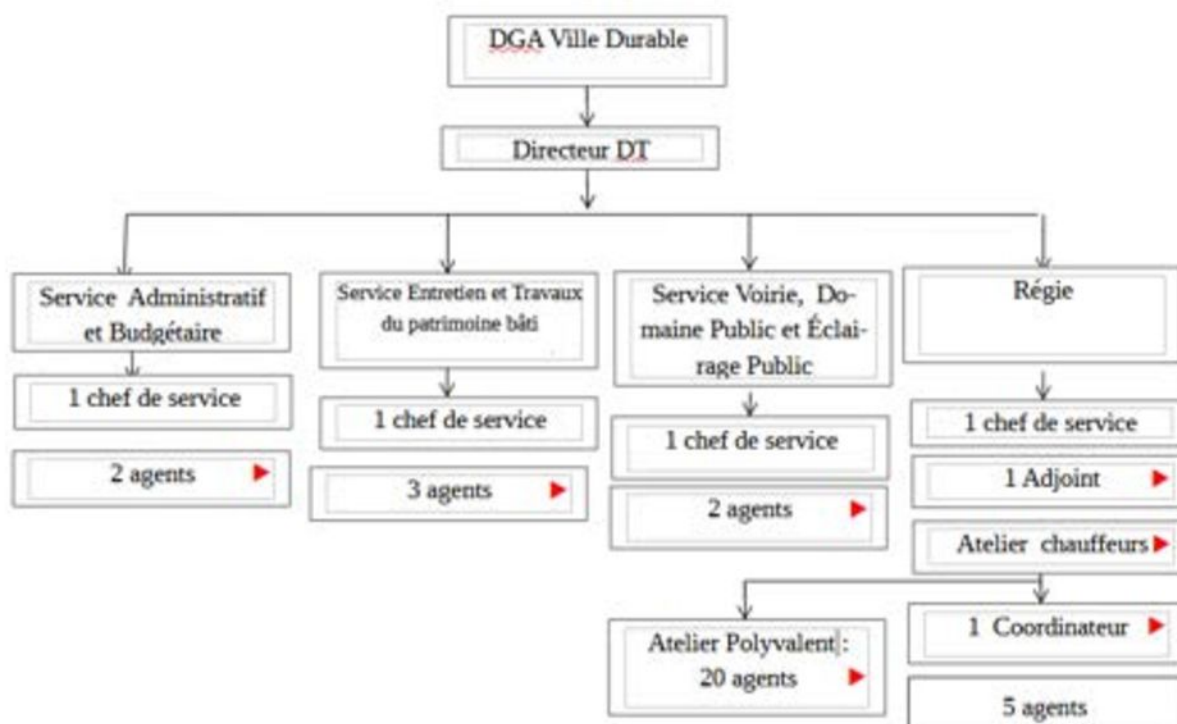 DGA Ville Durable
Directeur DT
Service Administratif
et Budgétaire
1 chef de service
2 agents
Service Entretien et Travaux
du patrimoine bâti
1 chef de service
3 agents
Service Voirie, Do-
maine Public et Éclai-
rage Public
1 chef de service
2 agents
Régie
1 chef de service
1 Adjoint
Atelier chauffeurs
Atelier Polyvalent :
20 agents
1 Coordinateur
5 agents